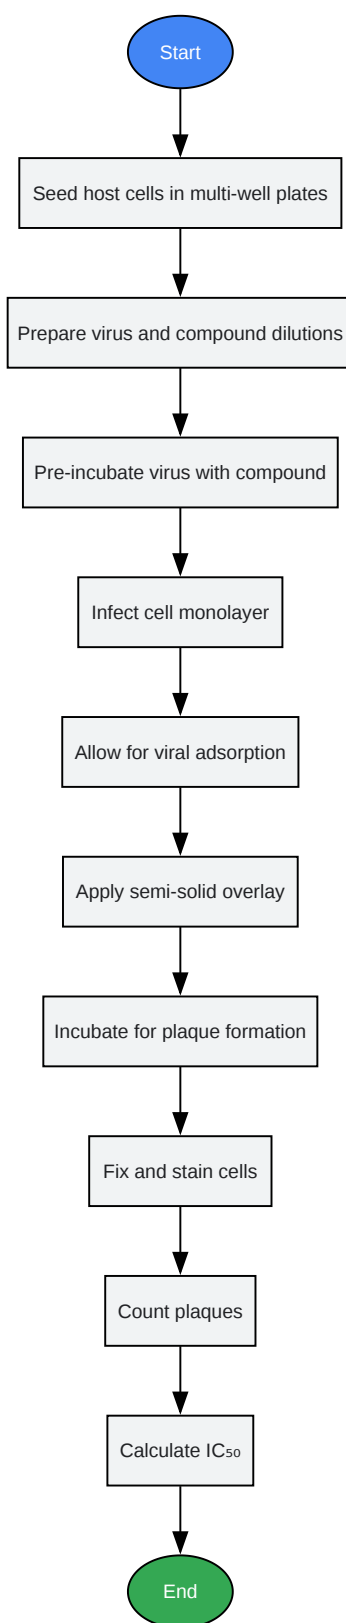 Start
Seed host cells in multi-well plates
Prepare virus and compound dilutions
Pre-incubate virus with compound
Infect cell monolayer
Allow for viral adsorption
Apply semi-solid overlay
Incubate for plaque formation
Fix and stain cells
Count plaques
Calculate IC₅₀
End